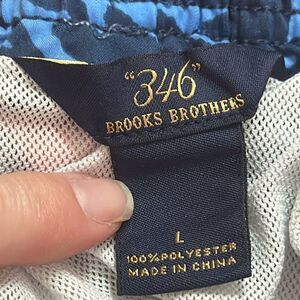 "346"
BROOKS BROTHERS
L
100% POLYESTER
MADE IN CHINA